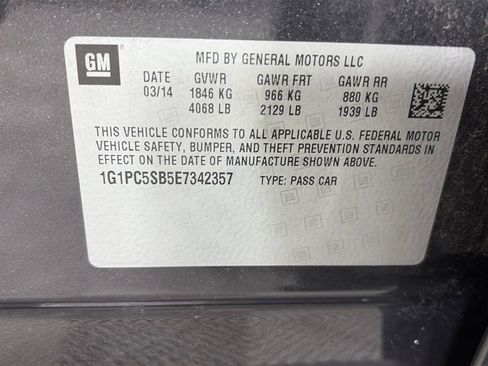 GM
MFD BY GENERAL MOTORS LLC
DATE GVWR GAWR FRT GAWR RR
03/14 1846 KG 966 KG 880 KG
4068 LB 2129 LB 1939 LB
THIS VEHICLE CONFORMS TO ALL APPLICABLE U.S. FEDERAL MOTOR
VEHICLE SAFETY, BUMPER, AND THEFT PREVENTION STANDARDS IN
EFFECT ON THE DATE OF MANUFACTURE SHOWN ABOVE.
1G1PC5SB5E7342357 TYPE: PASS CAR